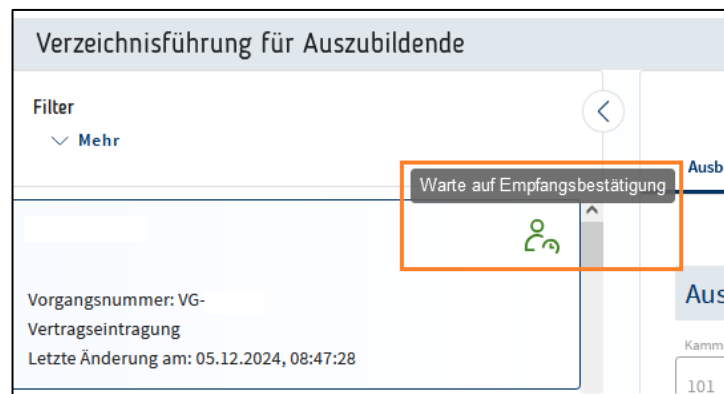 Verzeichnisführung für Auszubildende
Filter
Mehr
Warte auf Empfangsbestätigung
Vorgangsnummer: VG-
Vertragseintragung
Letzte Änderung am: 05.12.2024, 08:47:28
Ausb
Aus
Kamm
101